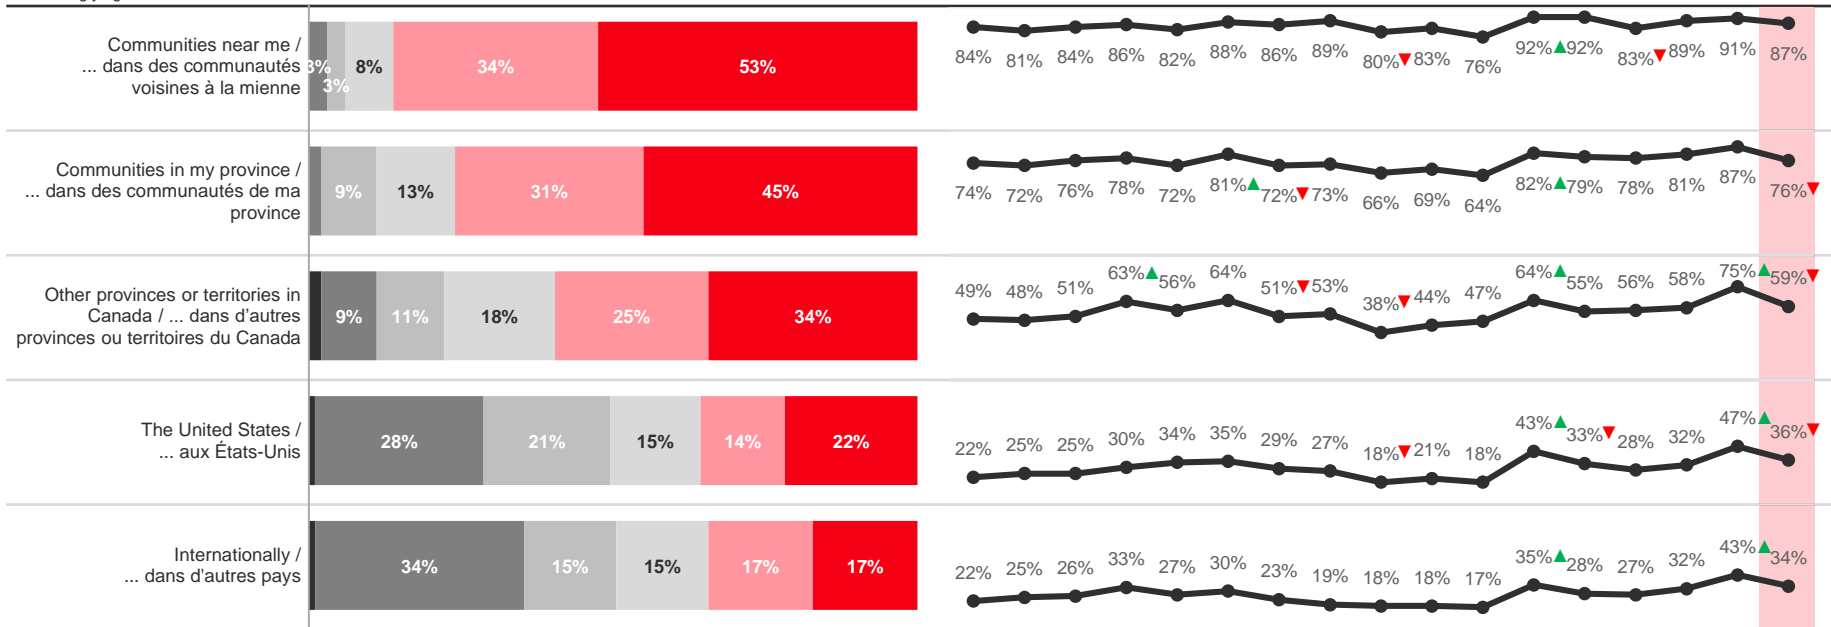 Communities near me /
... dans des communautés
voisines à la mienne
3%
3%
8%
34%
53%
84% 81% 84% 86% 82% 88% 86% 89% 80%▼ 83% 76% 92%▲ 92% 83%▼ 89% 91% 87%
Communities in my province /
... dans des communautés de ma
province
9%
13%
31%
45%
74% 72% 76% 78% 72% 81%▲ 72%▼ 73% 66% 69% 64% 82%▲ 79% 78% 81% 87% 76%▼
Other provinces or territories in
Canada / ... dans d’autres
provinces ou territoires du Canada
9%
11%
18%
25%
34%
49% 48% 51% 63%▲ 56% 64% 51%▼ 53% 38%▼ 44% 47% 64%▲ 55% 56% 58% 75%▲ 59%▼
The United States /
... aux États-Unis
28%
21%
15%
14%
22%
22% 25% 25% 30% 34% 35% 29% 27% 18%▼ 21% 18% 43%▲ 33%▼ 28% 32% 47%▲ 36%▼
Internationally /
... dans d'autres pays
34%
15%
15%
17%
17%
22% 25% 26% 33% 27% 30% 23% 19% 18% 18% 17% 35%▲ 28% 27% 32% 43%▲ 34%